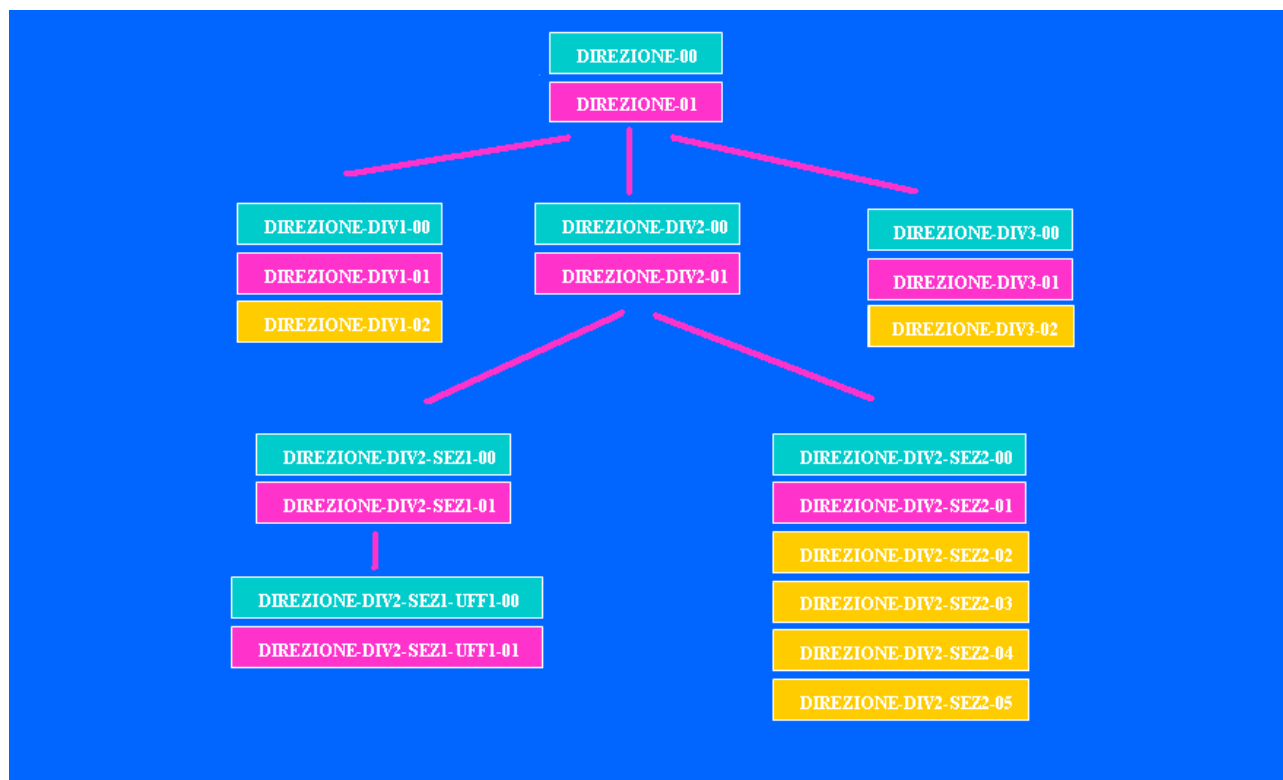 DIREZIONE-00
DIREZIONE-01
DIREZIONE-DIV1-00
DIREZIONE-DIV1-01
DIREZIONE-DIV1-02
DIREZIONE-DIV2-00
DIREZIONE-DIV2-01
DIREZIONE-DIV3-00
DIREZIONE-DIV3-01
DIREZIONE-DIV3-02
DIREZIONE-DIV2-SEZ1-00
DIREZIONE-DIV2-SEZ1-01
DIREZIONE-DIV2-SEZ1-UFF1-00
DIREZIONE-DIV2-SEZ1-UFF1-01
DIREZIONE-DIV2-SEZ2-00
DIREZIONE-DIV2-SEZ2-01
DIREZIONE-DIV2-SEZ2-02
DIREZIONE-DIV2-SEZ2-03
DIREZIONE-DIV2-SEZ2-04
DIREZIONE-DIV2-SEZ2-05